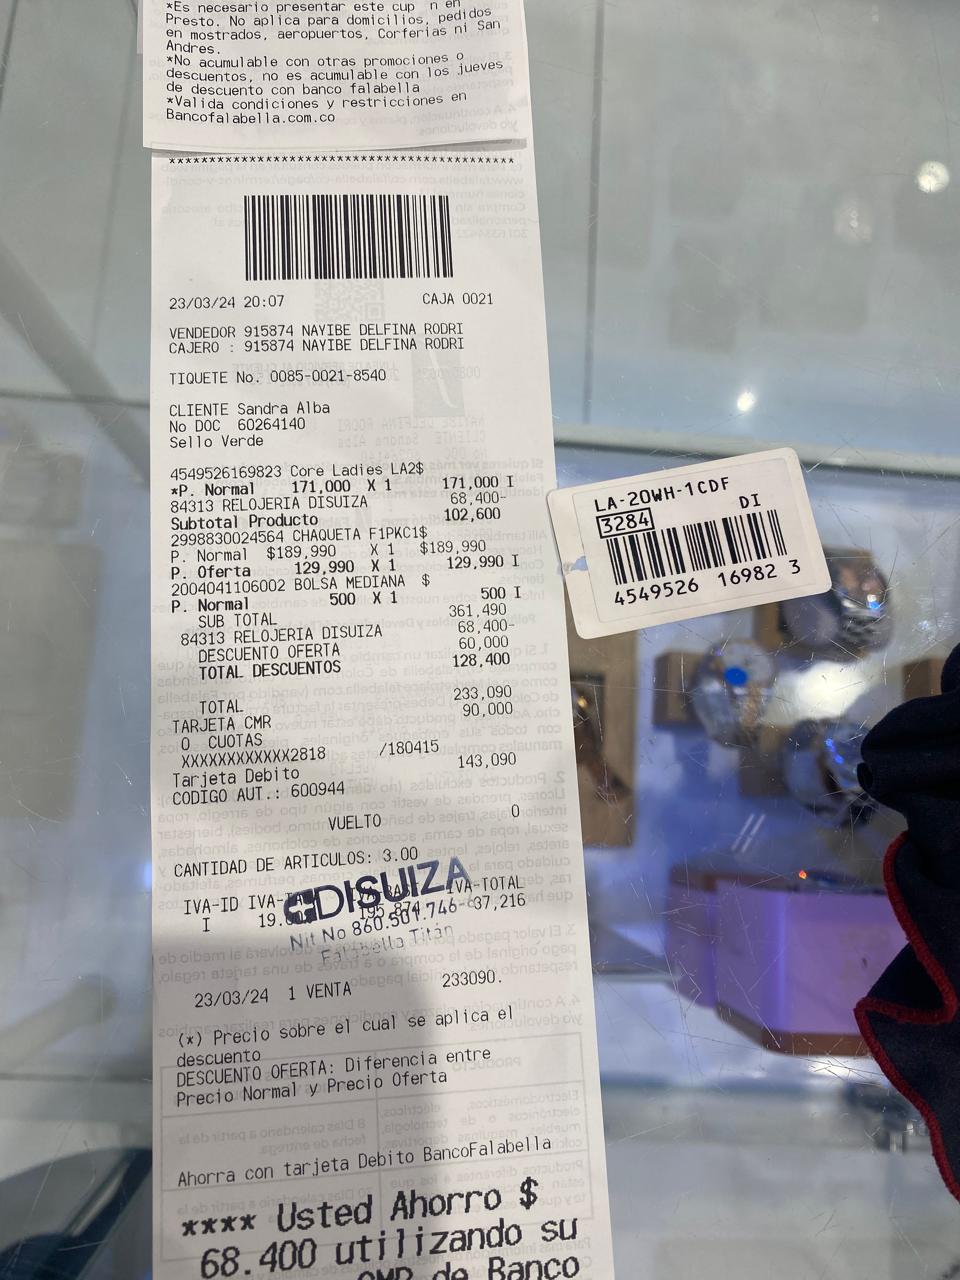 *Es necesario presentar este cup n en
Presto. No aplica para domicilios, pedidos
en mostrados, aeropuertos, Corferias ni San
Andres.
*No acumulable con otras promociones o
descuentos, no es acumulable con los jueves
de descuento con banco falabella
*Valida condiciones y restricciones en
Bancofalabella.com.co
******************************************
23/03/24 20:07 CAJA 0021
VENDEDOR 915874 NAYIBE DELFINA RODRI
CAJERO : 915874 NAYIBE DELFINA RODRI
TIQUETE No. 0085-0021-8540
CLIENTE Sandra Alba
No DOC 60264140
Sello Verde
4549526169823 Core Ladies LA2$
*P. Normal 171,000 X 1 171,000 I
84313 RELOJERIA DISUIZA 68,400-
Subtotal Producto 102,600
2998830024564 CHAQUETA F1PKC1$
P. Normal $189,990 X 1 $189,990
P. Oferta 129,990 X 1 129,990 I
2004041106002 BOLSA MEDIANA $
P. Normal 500 X 1 500 I
SUB TOTAL 361,490
84313 RELOJERIA DISUIZA 68,400-
DESCUENTO OFERTA 60,000
TOTAL DESCUENTOS 128,400
TOTAL 233,090
TARJETA CMR 90,000
0 CUOTAS
XXXXXXXXXXXX2818 /180415
Tarjeta Debito 143,090
CODIGO AUT.: 600944
VUELTO 0
CANTIDAD DE ARTICULOS: 3.00
DISUIZA
IVA-ID IVA-TOTAL
I 195,874 37,216
Nit No 860.501.746-
Falabella Titán
23/03/24 1 VENTA 233090.
(*) Precio sobre el cual se aplica el
descuento
DESCUENTO OFERTA: Diferencia entre
Precio Normal y Precio Oferta
Ahorra con tarjeta Debito BancoFalabella
**** Usted Ahorro $
68.400 utilizando su
CMR de Banco
LA-20WH-1CDF
3284 DI
4549526 16982 3